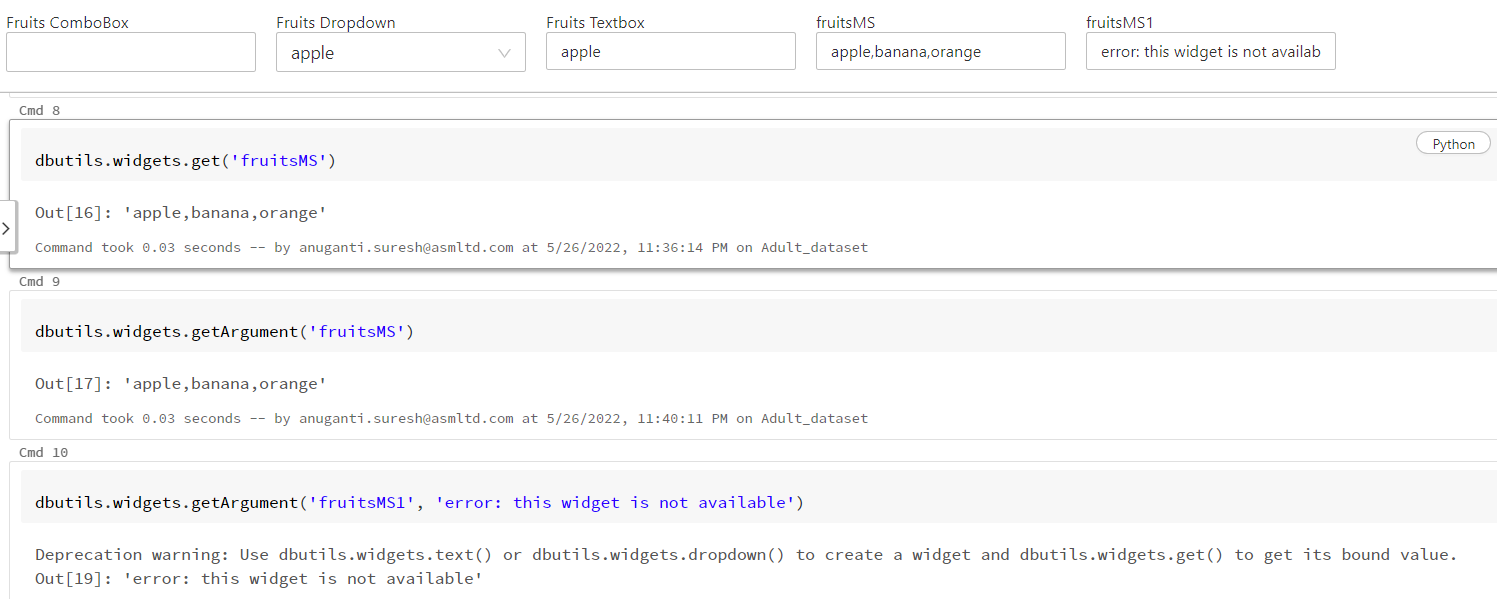 Fruits ComboBox Fruits Dropdown Fruits Textbox fruitsMS fruitsMS1
apple apple apple,banana,orange error: this widget is not availab
Cmd 8
dbutils.widgets.get('fruitsMS')
Python
Out[16]: 'apple,banana,orange'
Command took 0.03 seconds -- by anuganti.suresh@asmltd.com at 5/26/2022, 11:36:14 PM on Adult_dataset
Cmd 9
dbutils.widgets.getArgument('fruitsMS')
Out[17]: 'apple,banana,orange'
Command took 0.03 seconds -- by anuganti.suresh@asmltd.com at 5/26/2022, 11:40:11 PM on Adult_dataset
Cmd 10
dbutils.widgets.getArgument('fruitsMS1', 'error: this widget is not available')
Deprecation warning: Use dbutils.widgets.text() or dbutils.widgets.dropdown() to create a widget and dbutils.widgets.get() to get its bound value.
Out[19]: 'error: this widget is not available'